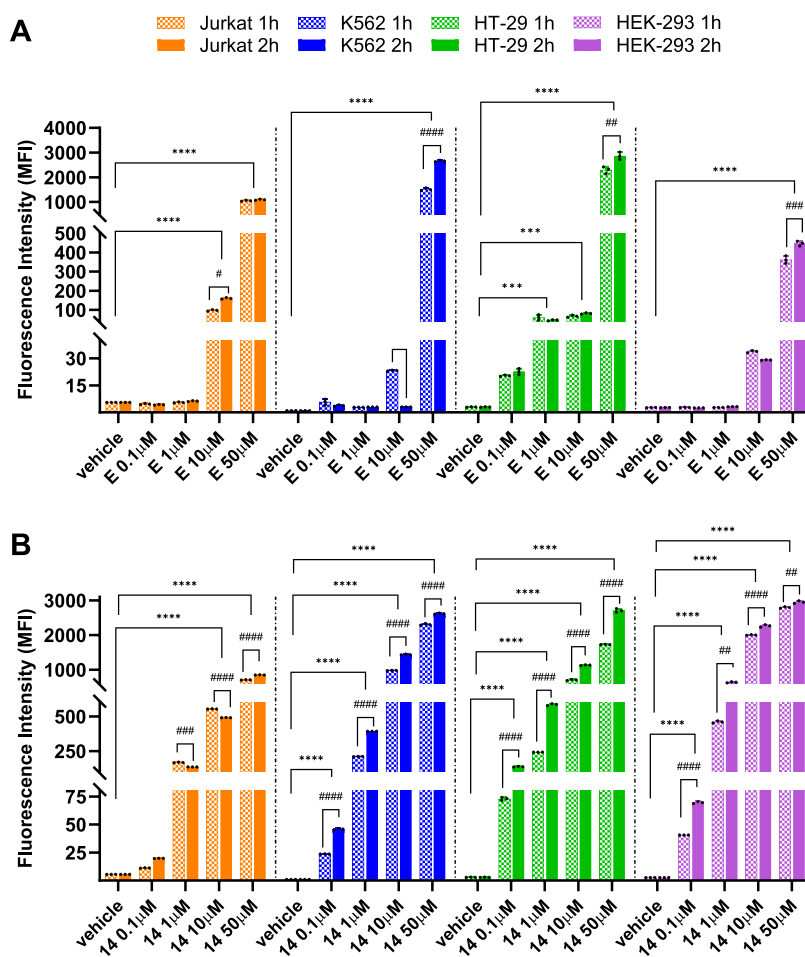 A
Jurkat 1h K562 1h HT-29 1h HEK-293 1h
Jurkat 2h K562 2h HT-29 2h HEK-293 2h
Fluorescence Intensity (MFI)
4000
3000
2000
1000
500
400
300
200
100
30
15
**** **** # **** #### **** ## *** *** **** ###
vehicle E 0.1μM E 1μM E 10μM E 50μM vehicle E 0.1μM E 1μM E 10μM E 50μM vehicle E 0.1μM E 1μM E 10μM E 50μM vehicle E 0.1μM E 1μM E 10μM E 50μM
B
Fluorescence Intensity (MFI)
3000
2000
1000
500
250
75
50
25
**** **** #### #### ### **** **** #### #### **** #### **** #### **** #### **** #### **** #### **** #### **** ## **** #### **** ## **** ####
vehicle 14 0.1μM 14 1μM 14 10μM 14 50μM vehicle 14 0.1μM 14 1μM 14 10μM 14 50μM vehicle 14 0.1μM 14 1μM 14 10μM 14 50μM vehicle 14 0.1μM 14 1μM 14 10μM 14 50μM